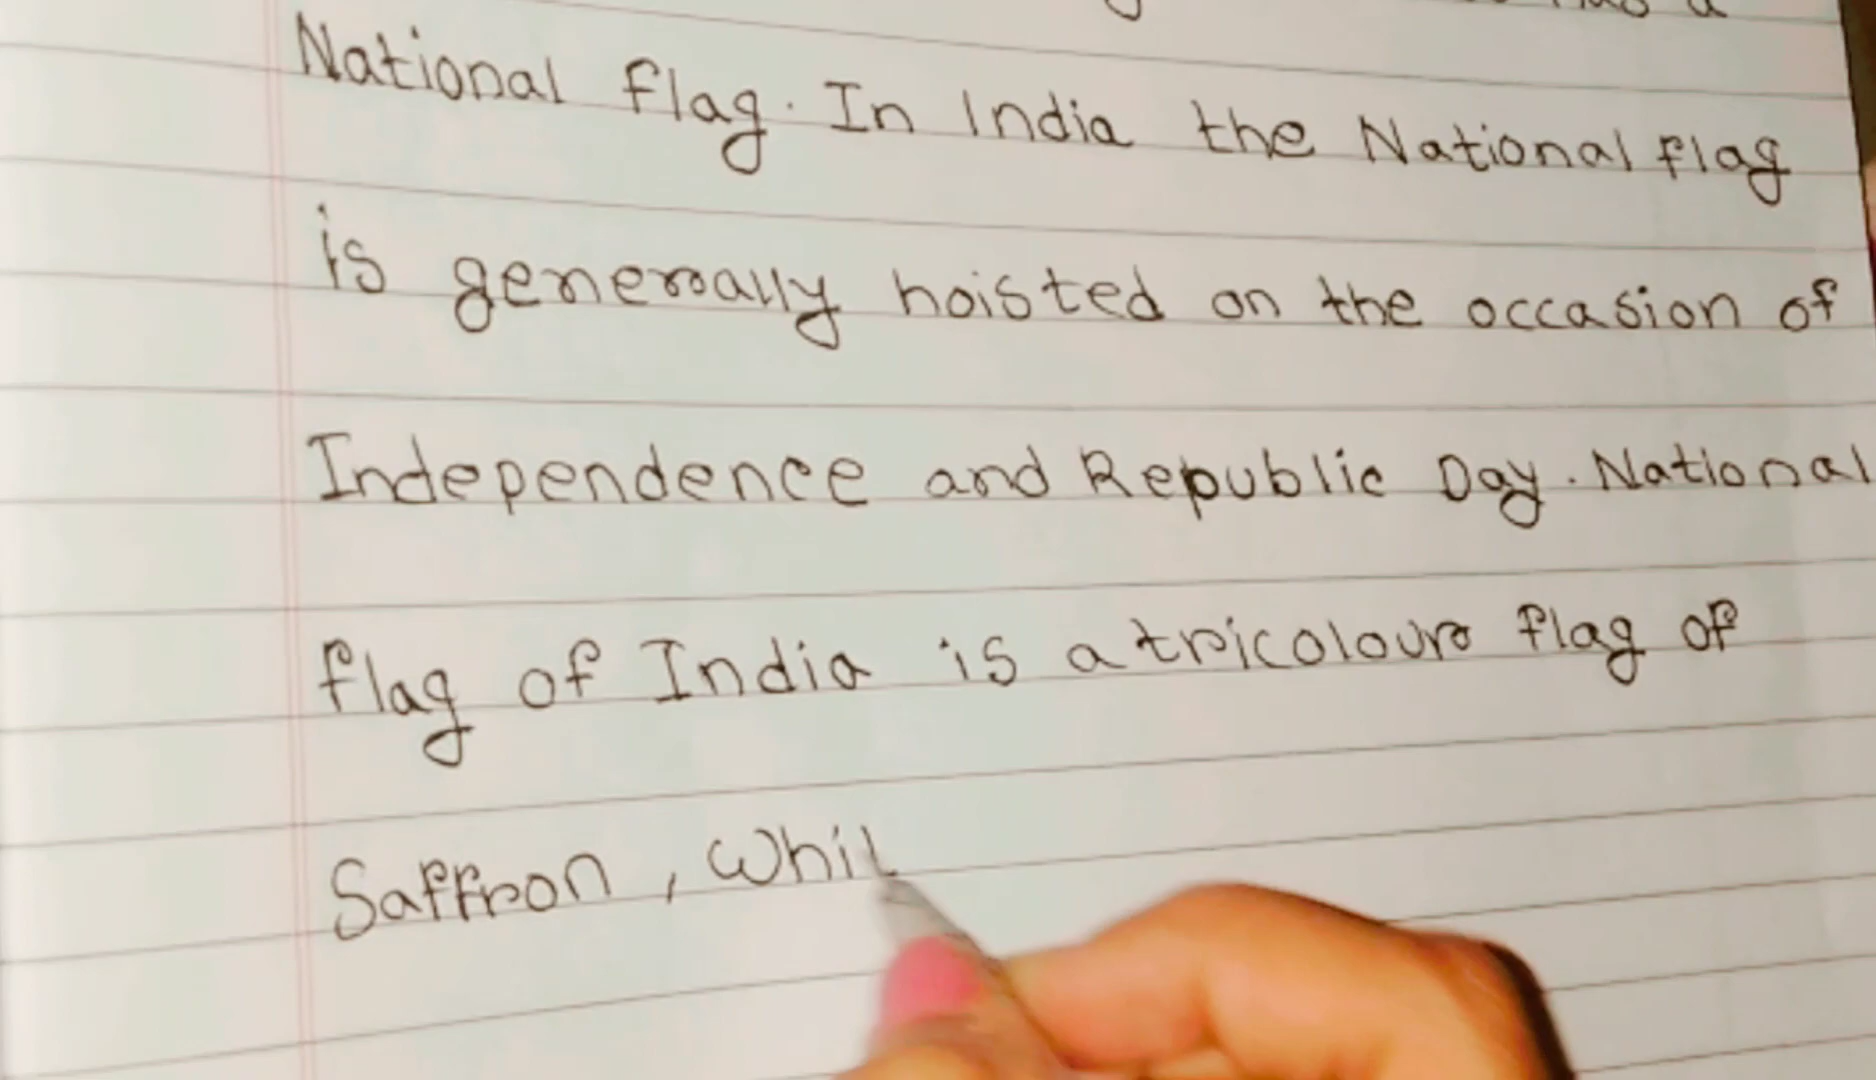 National flag. In India the National flag
is generally hoisted on the occasion of
Independence and Republic Day. National
flag of India is a tricolour flag of
Saffron, Whi